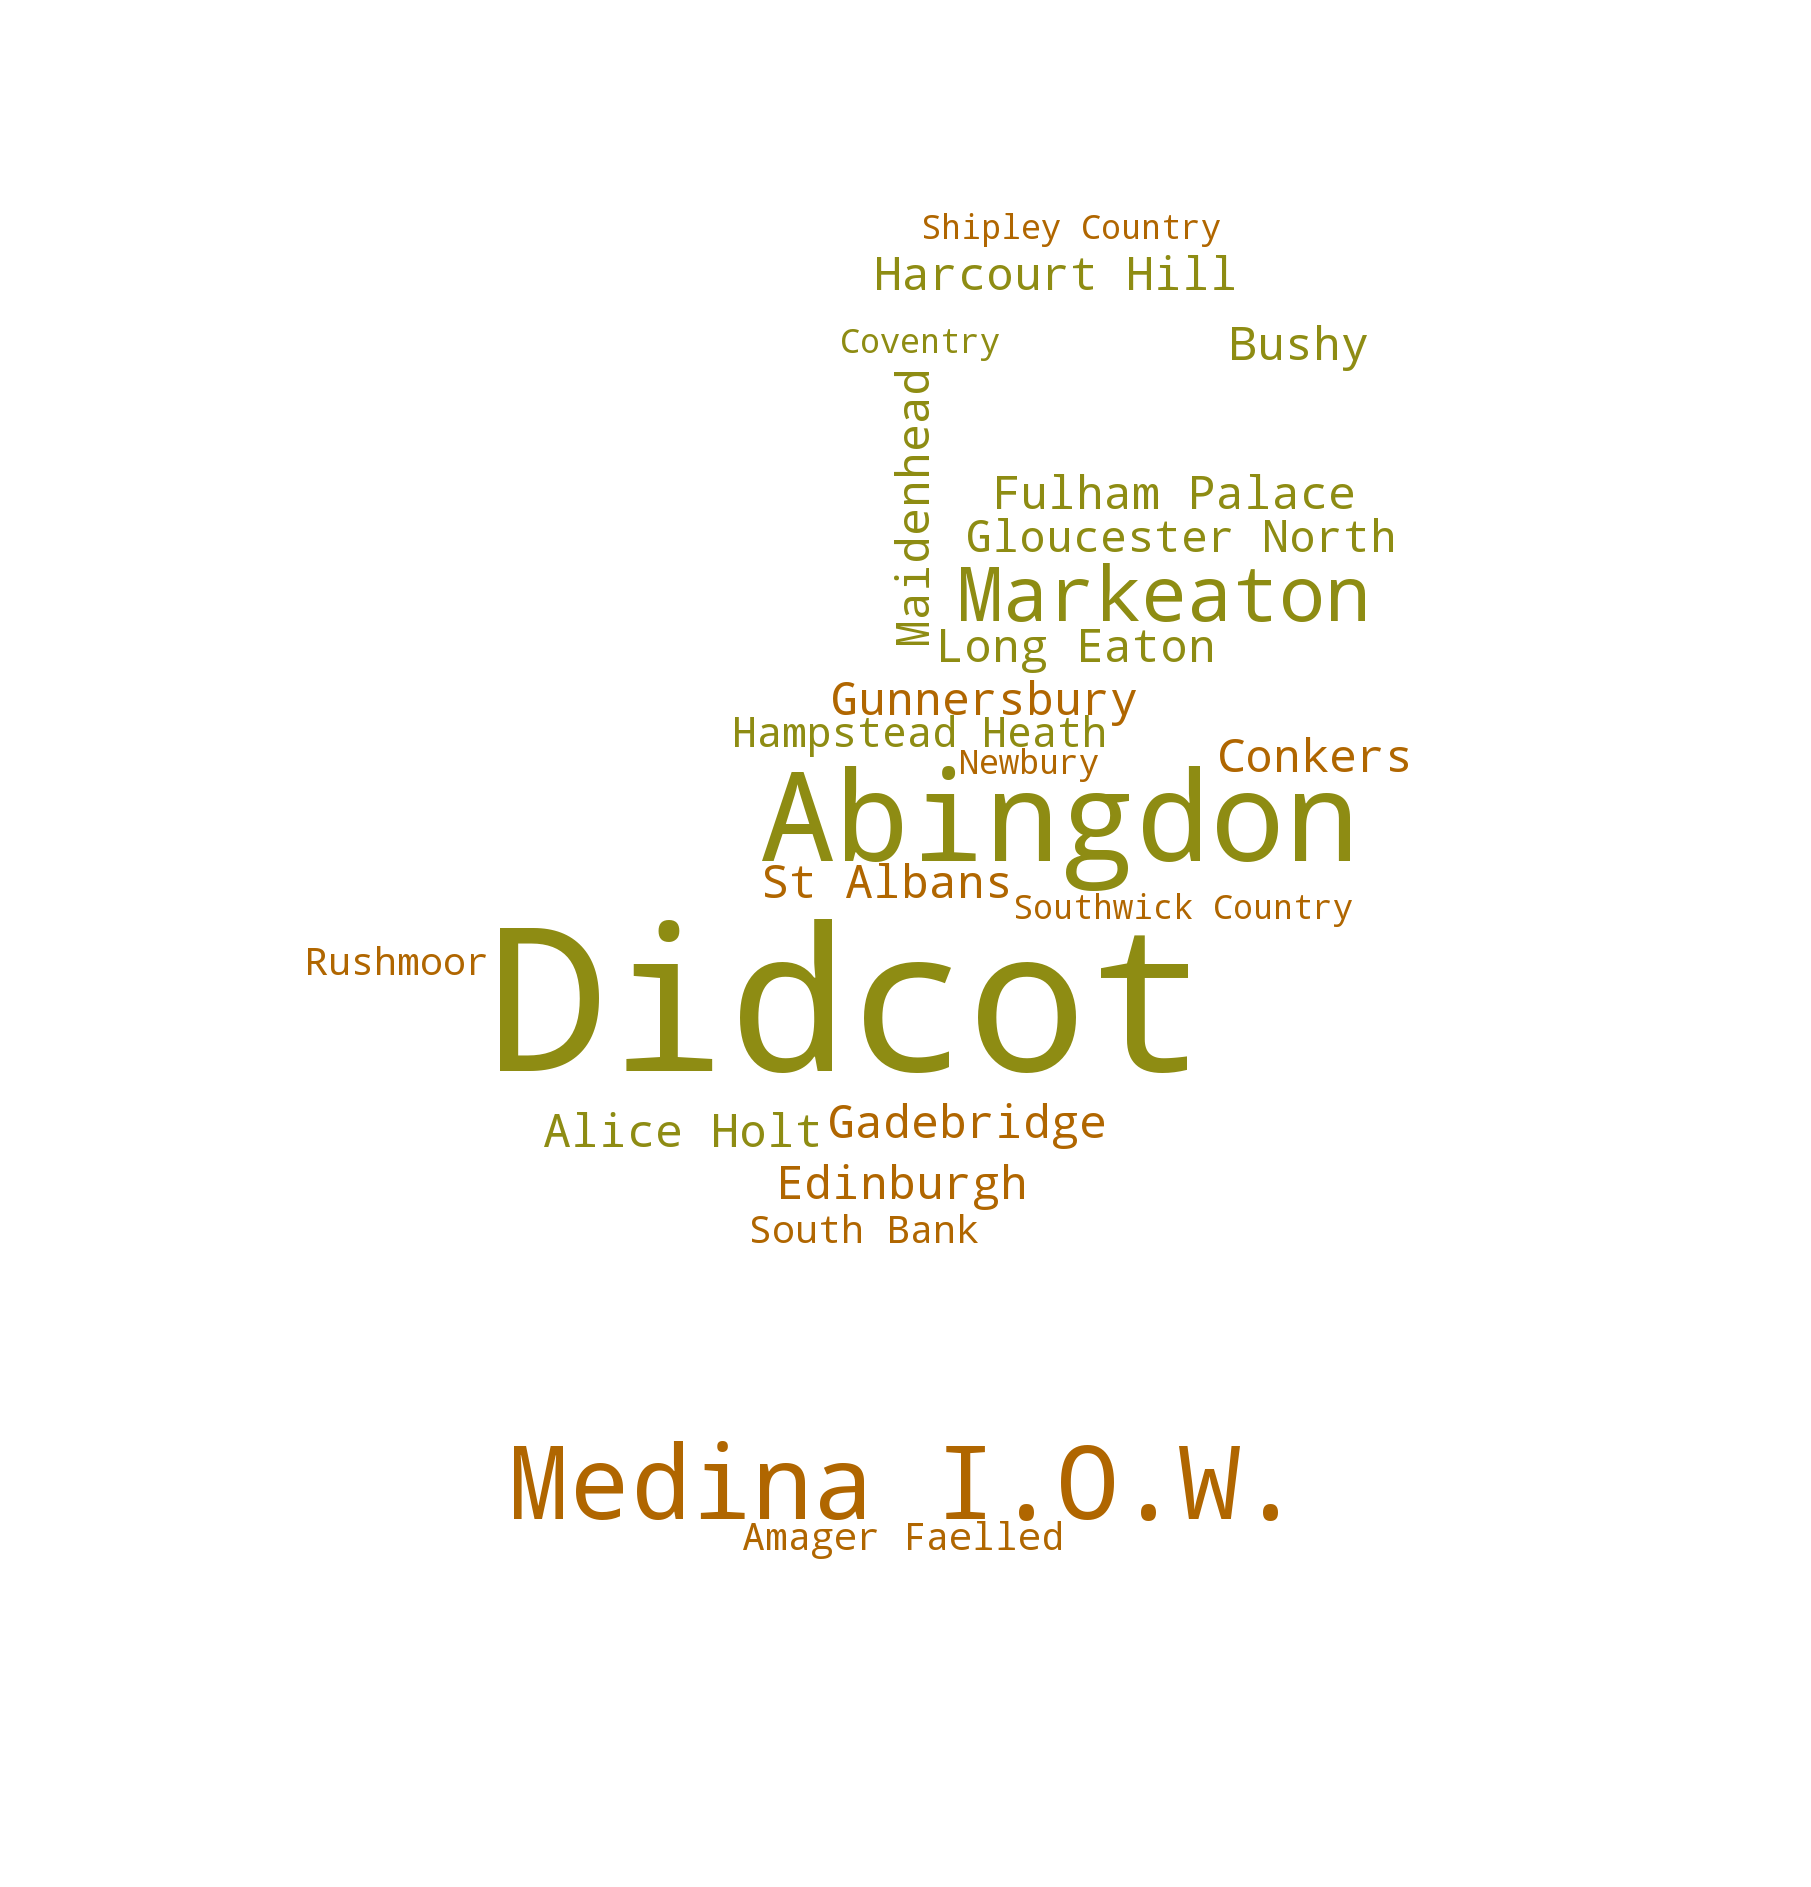 Shipley Country
Harcourt Hill
Coventry
Bushy
Maidenhead
Fulham Palace
Gloucester North
Markeaton
Long Eaton
Gunnersbury
Hampstead Heath
Newbury
Conkers
Abingdon
St Albans
Southwick Country
Rushmoor
Didcot
Alice Holt
Gadebridge
Edinburgh
South Bank
Medina I.O.W.
Amager Faelled